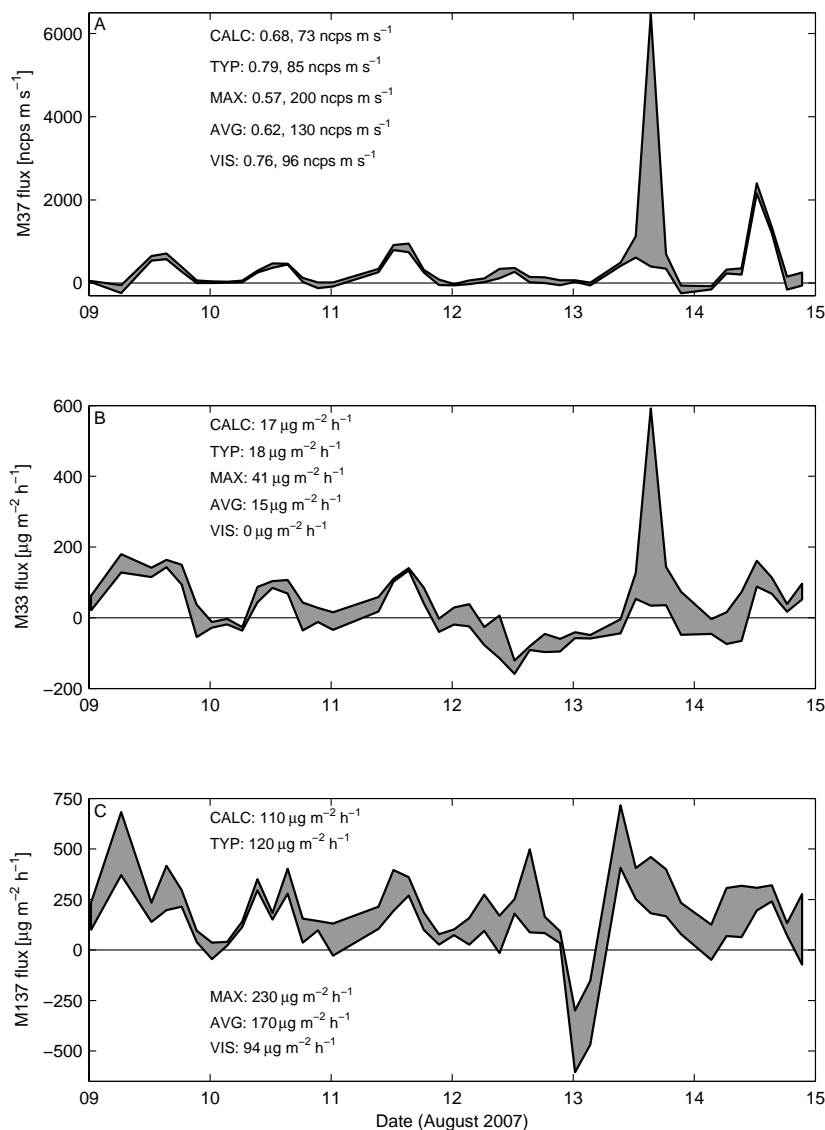 A
CALC: 0.68, 73 ncps m s⁻¹
TYP: 0.79, 85 ncps m s⁻¹
MAX: 0.57, 200 ncps m s⁻¹
AVG: 0.62, 130 ncps m s⁻¹
VIS: 0.76, 96 ncps m s⁻¹
M37 flux [ncps m s⁻¹]
6000
4000
2000
0
09 10 11 12 13 14 15
B
CALC: 17 µg m⁻² h⁻¹
TYP: 18 µg m⁻² h⁻¹
MAX: 41 µg m⁻² h⁻¹
AVG: 15 µg m⁻² h⁻¹
VIS: 0 µg m⁻² h⁻¹
M33 flux [µg m⁻² h⁻¹]
600
400
200
0
−200
09 10 11 12 13 14 15
C
CALC: 110 µg m⁻² h⁻¹
TYP: 120 µg m⁻² h⁻¹
MAX: 230 µg m⁻² h⁻¹
AVG: 170 µg m⁻² h⁻¹
VIS: 94 µg m⁻² h⁻¹
M137 flux [µg m⁻² h⁻¹]
750
500
250
0
−250
−500
09 10 11 12 13 14 15
Date (August 2007)